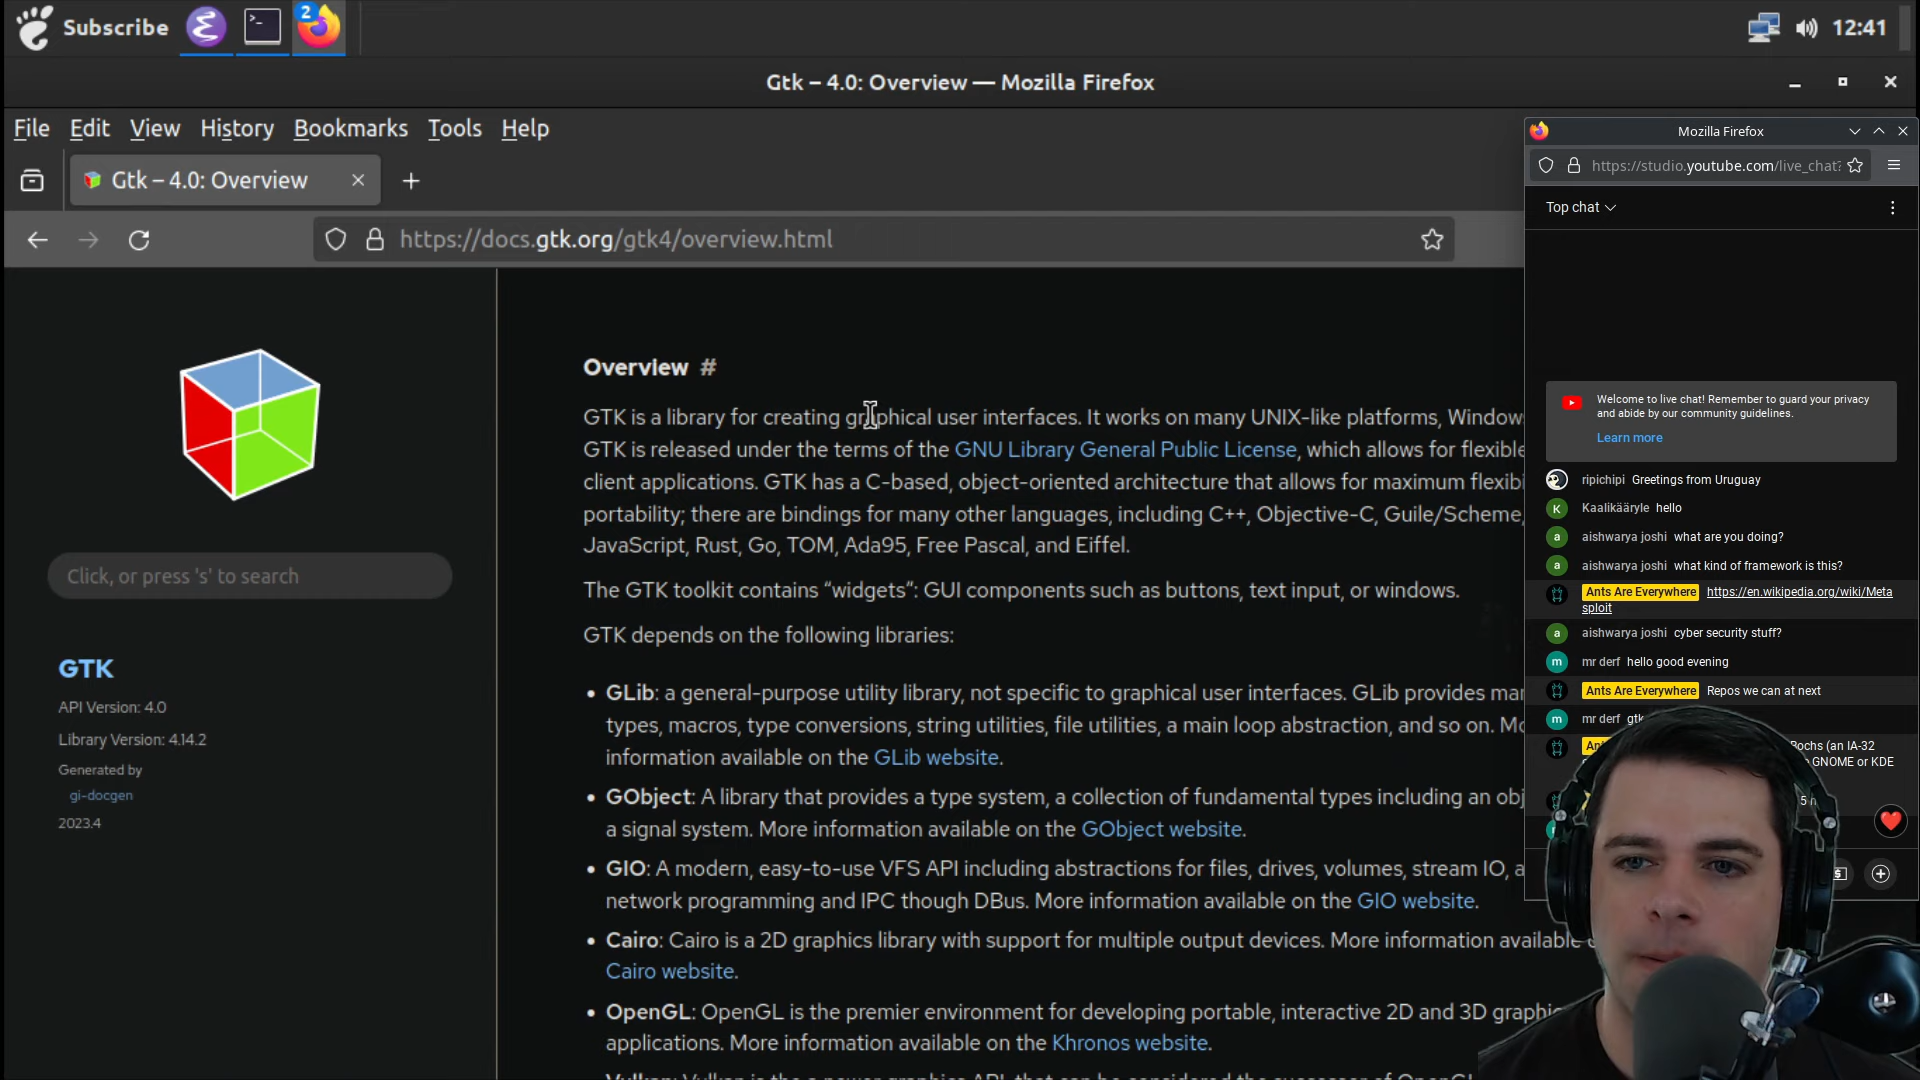 Subscribe
2
12:41
Gtk – 4.0: Overview — Mozilla Firefox
File Edit View History Bookmarks Tools Help
Gtk – 4.0: Overview
https://docs.gtk.org/gtk4/overview.html
Click, or press 's' to search
GTK
API Version: 4.0
Library Version: 4.14.2
Generated by
gi-docgen
2023.4
Overview #
GTK is a library for creating graphical user interfaces. It works on many UNIX-like platforms, Window
GTK is released under the terms of the GNU Library General Public License, which allows for flexible
client applications. GTK has a C-based, object-oriented architecture that allows for maximum flexibi
portability; there are bindings for many other languages, including C++, Objective-C, Guile/Scheme,
JavaScript, Rust, Go, TOM, Ada95, Free Pascal, and Eiffel.
The GTK toolkit contains “widgets”: GUI components such as buttons, text input, or windows.
GTK depends on the following libraries:
• GLib: a general-purpose utility library, not specific to graphical user interfaces. GLib provides man
types, macros, type conversions, string utilities, file utilities, a main loop abstraction, and so on. Mo
information available on the GLib website.
• GObject: A library that provides a type system, a collection of fundamental types including an obj
a signal system. More information available on the GObject website.
• GIO: A modern, easy-to-use VFS API including abstractions for files, drives, volumes, stream IO, a
network programming and IPC though DBus. More information available on the GIO website.
• Cairo: Cairo is a 2D graphics library with support for multiple output devices. More information available
Cairo website.
• OpenGL: OpenGL is the premier environment for developing portable, interactive 2D and 3D graphic
applications. More information available on the Khronos website.
Mozilla Firefox
https://studio.youtube.com/live_chat?
Top chat
Welcome to live chat! Remember to guard your privacy
and abide by our community guidelines.
Learn more
ripichipi Greetings from Uruguay
K Kaalikääryle hello
a aishwarya joshi what are you doing?
a aishwarya joshi what kind of framework is this?
Ants Are Everywhere https://en.wikipedia.org/wiki/Meta
sploit
a aishwarya joshi cyber security stuff?
m mr derf hello good evening
Ants Are Everywhere Repos we can at next
m mr derf gtk
Bochs (an IA-32
GNOME or KDE